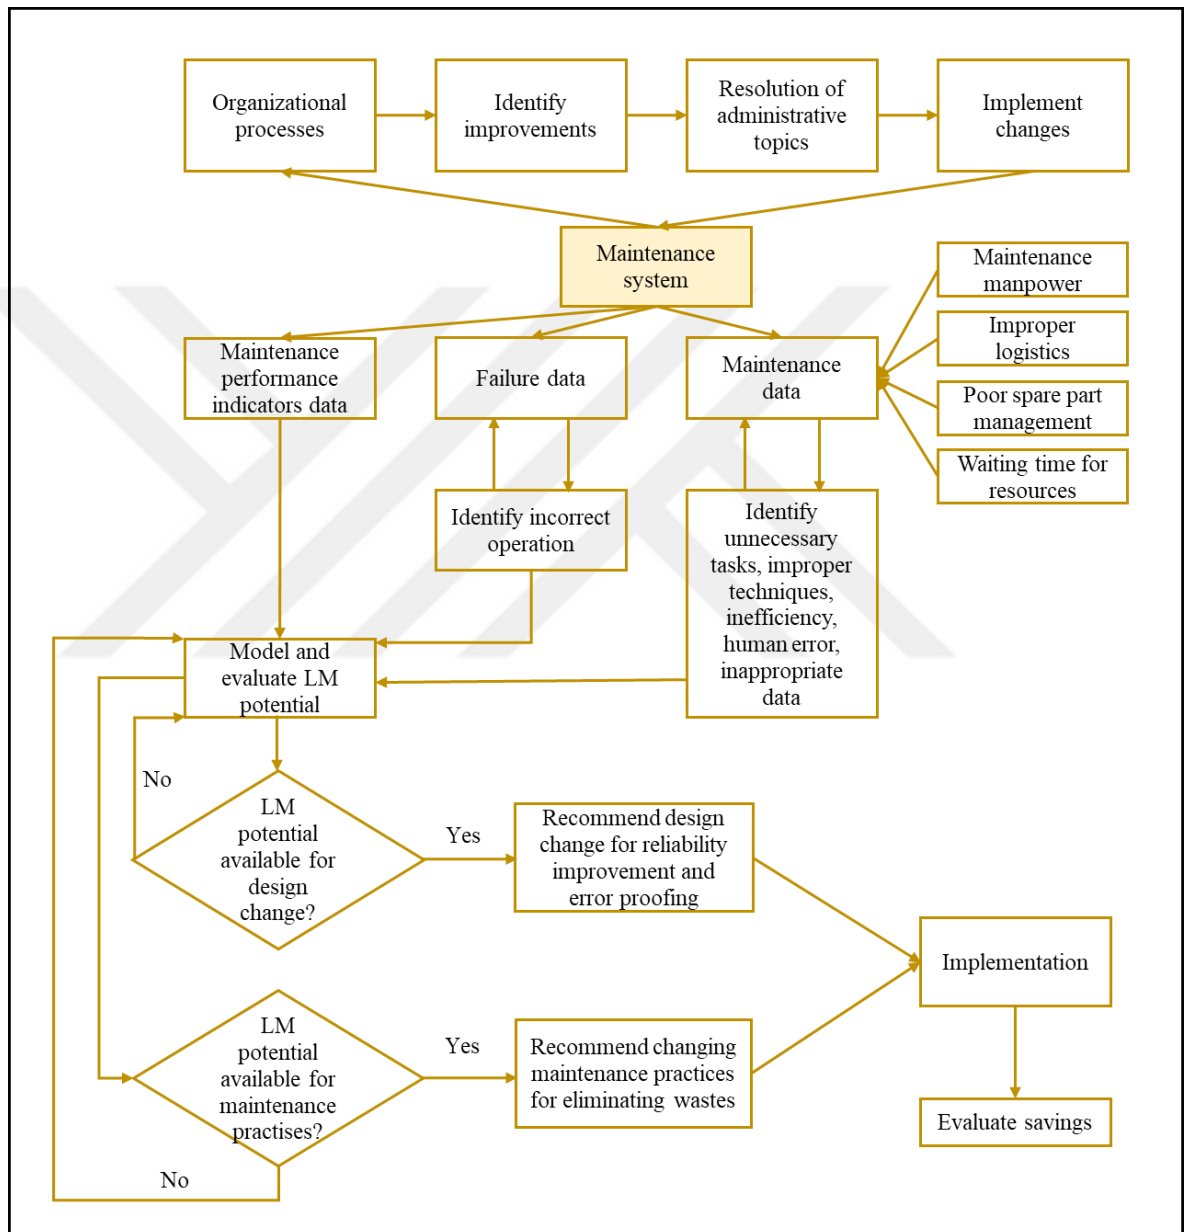 Organizational
processes
Identify
improvements
Resolution of
administrative
topics
Implement
changes
Maintenance
system
Maintenance
manpower
Improper
logistics
Poor spare part
management
Waiting time for
resources
Maintenance
performance
indicators data
Failure data
Maintenance
data
Identify incorrect
operation
Identify
unnecessary
tasks, improper
techniques,
inefficiency,
human error,
inappropriate
data
Model and
evaluate LM
potential
No
LM
potential
available for
design
change?
Yes
Recommend design
change for reliability
improvement and
error proofing
Implementation
LM
potential
available for
maintenance
practises?
Yes
Recommend changing
maintenance practices
for eliminating wastes
Evaluate savings
No